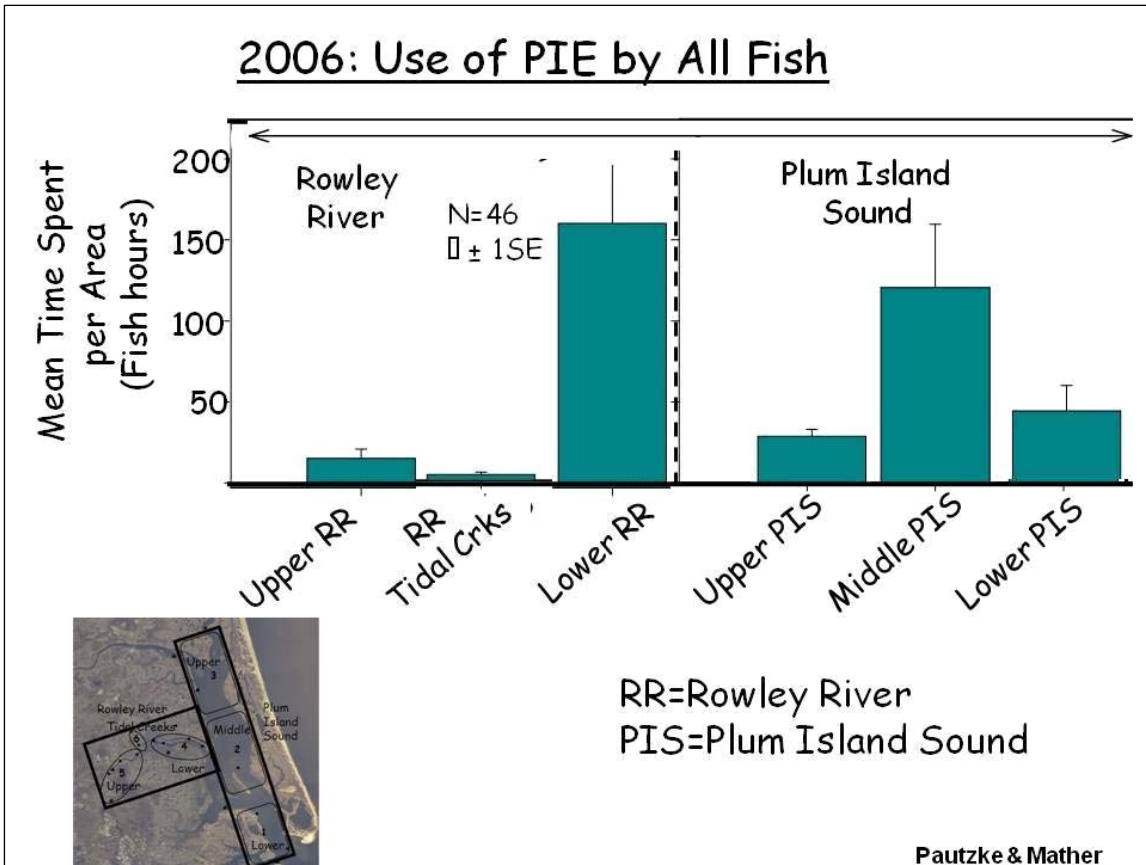 2006: Use of PIE by All Fish
Mean Time Spent
per Area
(Fish hours)
200
150
100
50
Rowley
River
N=46
▯ ± 1SE
Plum Island
Sound
Upper RR
RR
Tidal Crks
Lower RR
Upper PIS
Middle PIS
Lower PIS
Upper
3
Rowley River
Tidal Creeks
Plum
Island
Sound
Middle
2
6
4
Lower
5
Upper
1
Lower
RR=Rowley River
PIS=Plum Island Sound
Pautzke & Mather